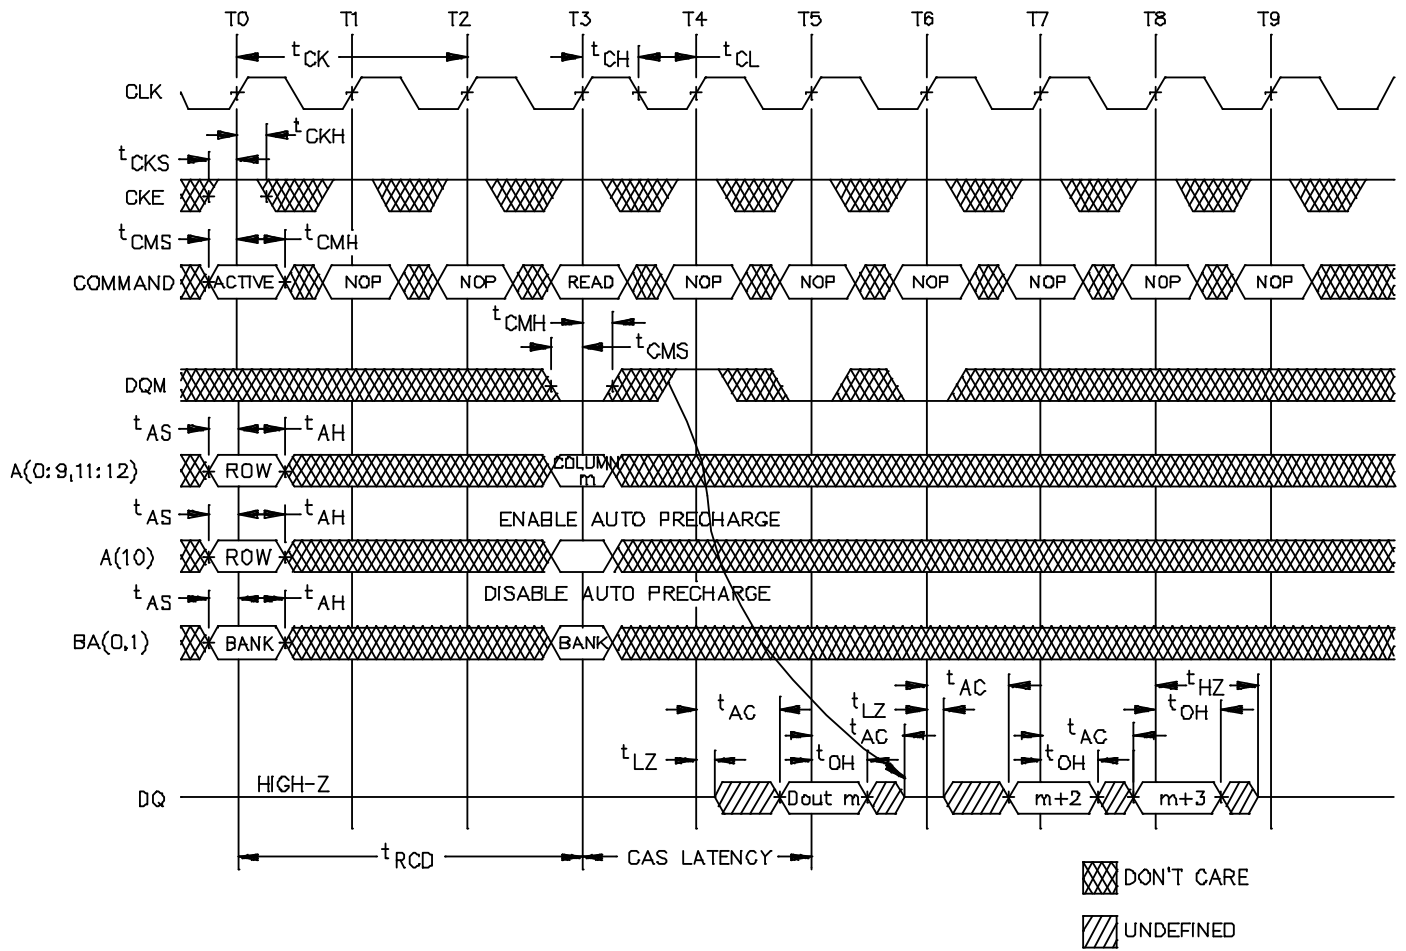 T0 T1 T2 T3 T4 T5 T6 T7 T8 T9
tCK tCH tCL
CLK
tCKH
tCKS
CKE
tCMS tCMH
COMMAND ACTIVE NOP NOP READ NOP NOP NOP NOP NOP NOP
tCMH
tCMS
DQM
tAS tAH
A(0:9,11:12) ROW COLUMN m
tAS tAH ENABLE AUTO PRECHARGE
A(10) ROW
DISABLE AUTO PRECHARGE
tAS tAH
BA(0,1) BANK BANK
tAC tHZ
tAC tLZ tOH
tAC tAC
tLZ tOH tOH
HIGH-Z
DQ Dout m m+2 m+3
tRCD CAS LATENCY
DON'T CARE
UNDEFINED